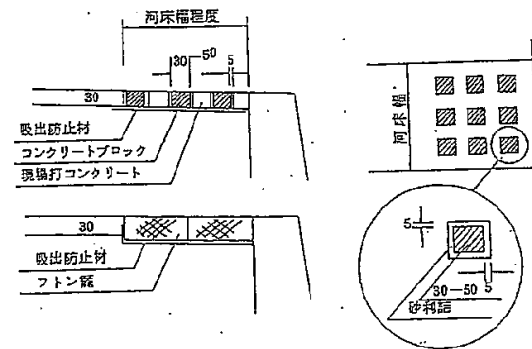 河床幅程度
30-50
5
30
吸出防止材
コンクリートブロック
現場打コンクリート
30
吸出防止材
フトン籠
河床幅
5
5
30-50
砂利詰